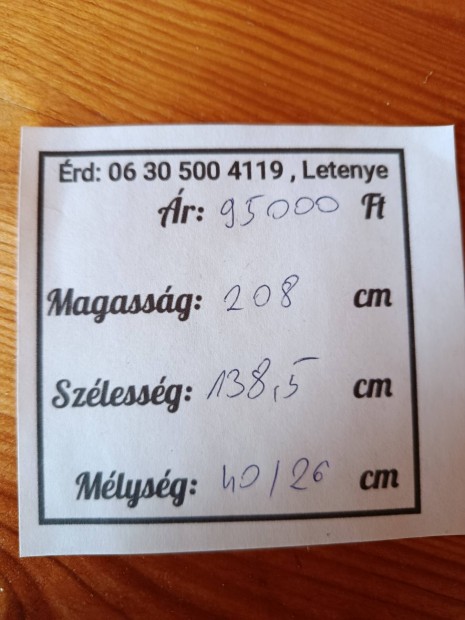 Érd: 06 30 500 4119 , Letenye
Ár: 95000 Ft
Magasság: 208 cm
Szélesség: 138,5 cm
Mélység: 40/26 cm